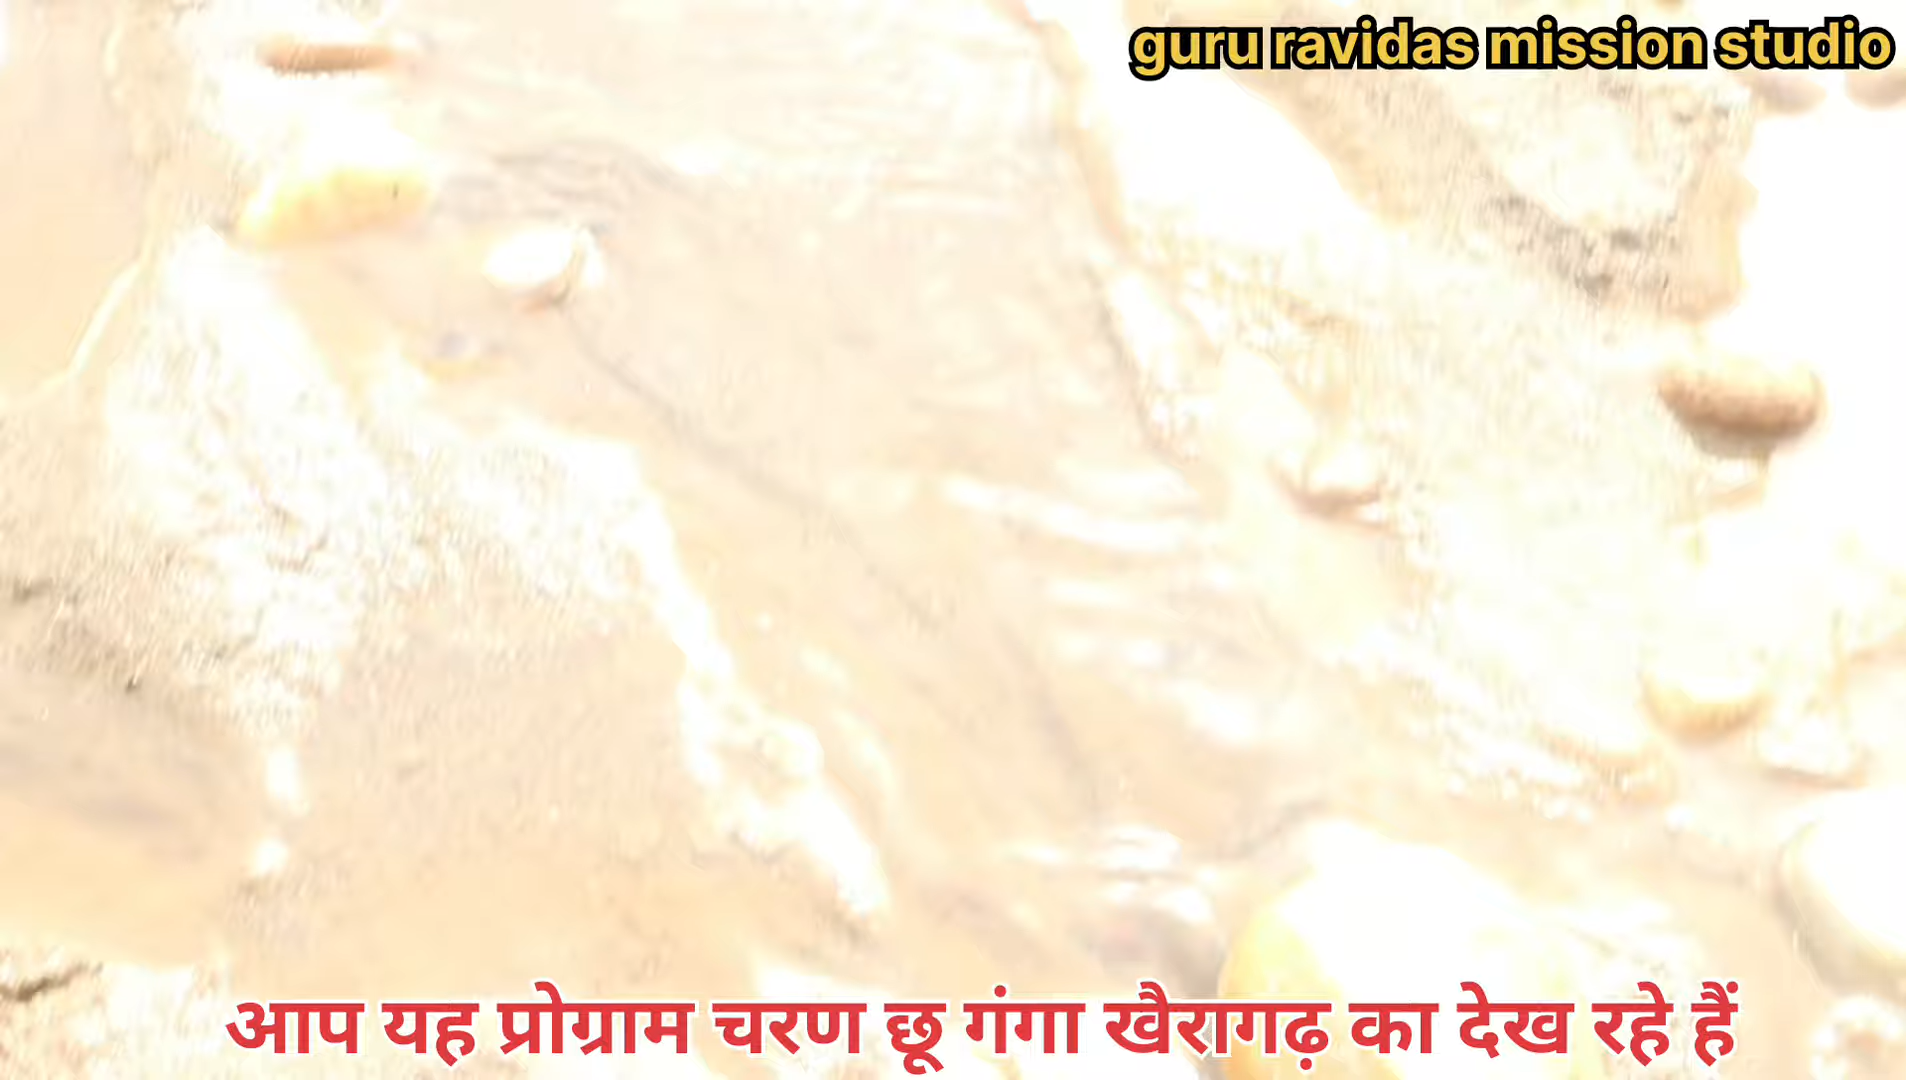 guru ravidas mission studio
आप यह प्रोग्राम चरण छू गंगा खैरागढ़ का देख रहे हैं